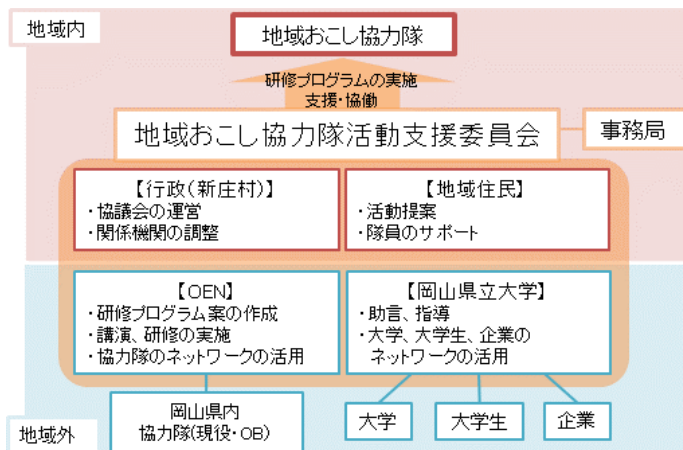 地域内
地域おこし協力隊
研修プログラムの実施
支援・協働
地域おこし協力隊活動支援委員会
事務局
【行政(新庄村)】
・協議会の運営
・関係機関の調整
【地域住民】
・活動提案
・隊員のサポート
【OEN】
・研修プログラム案の作成
・講演、研修の実施
・協力隊のネットワークの活用
【岡山県立大学】
・助言、指導
・大学、大学生、企業の
ネットワークの活用
岡山県内
協力隊(現役・OB)
大学
大学生
企業
地域外